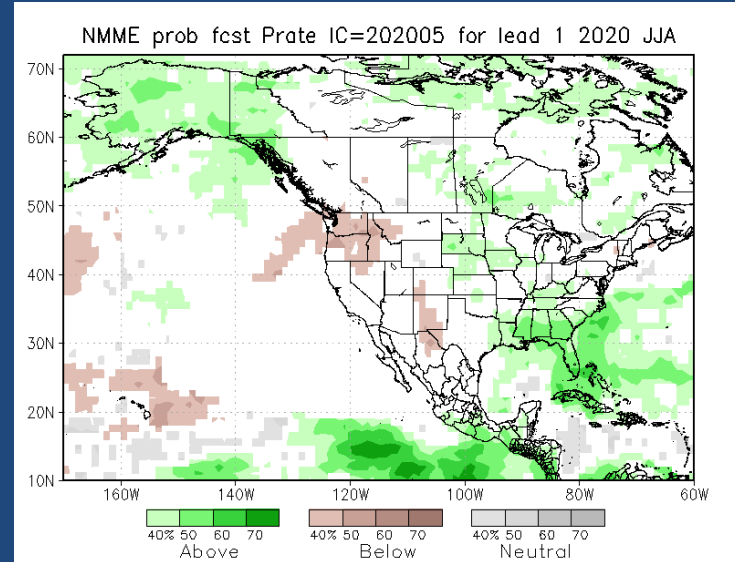 NMME prob fcst Prate IC=202005 for lead 1 2020 JJA
70N
60N
50N
40N
30N
20N
10N
160W 140W 120W 100W 80W 60W
40% 50 60 70 40% 50 60 70 40% 50 60 70
Above Below Neutral